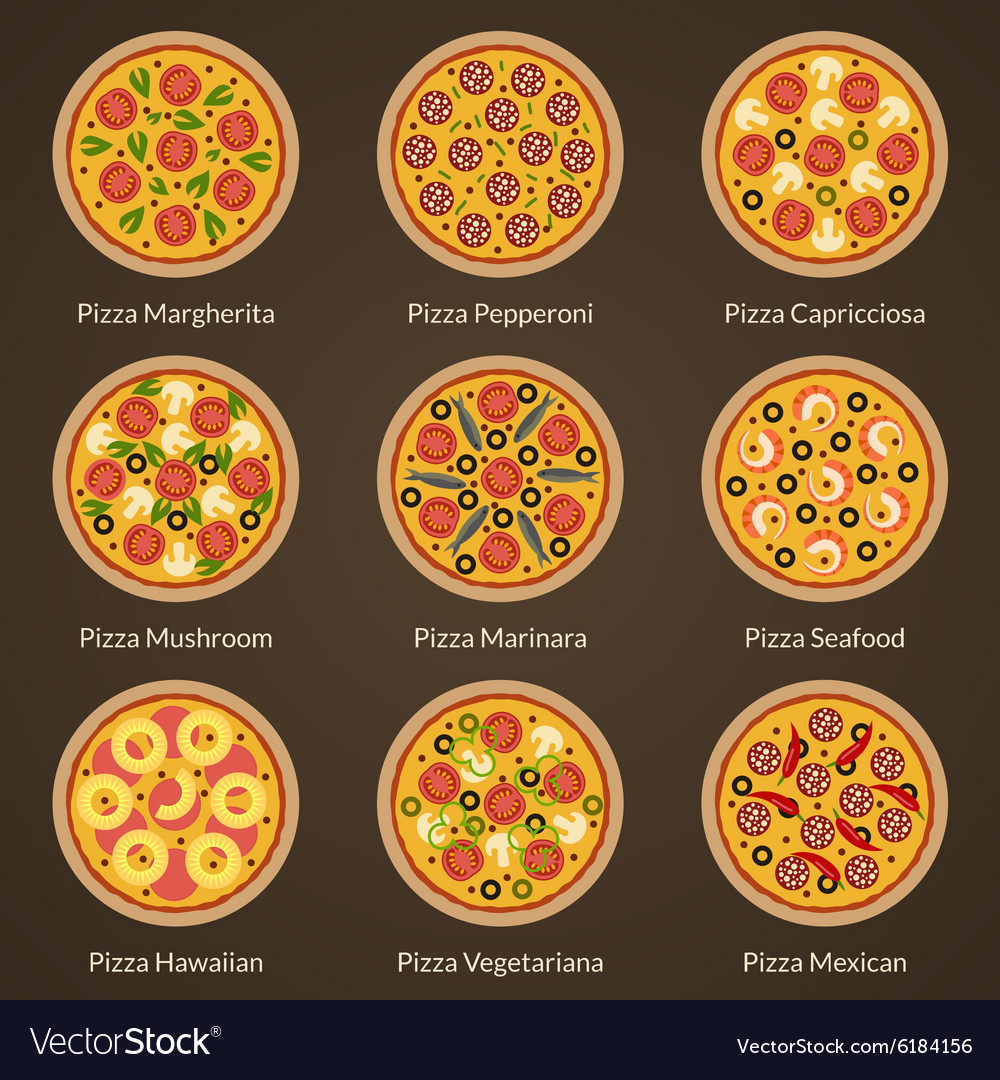 Pizza Margherita
Pizza Pepperoni
Pizza Capricciosa
Pizza Mushroom
Pizza Marinara
Pizza Seafood
Pizza Hawaiian
Pizza Vegetariana
Pizza Mexican
VectorStock®
VectorStock.com/6184156